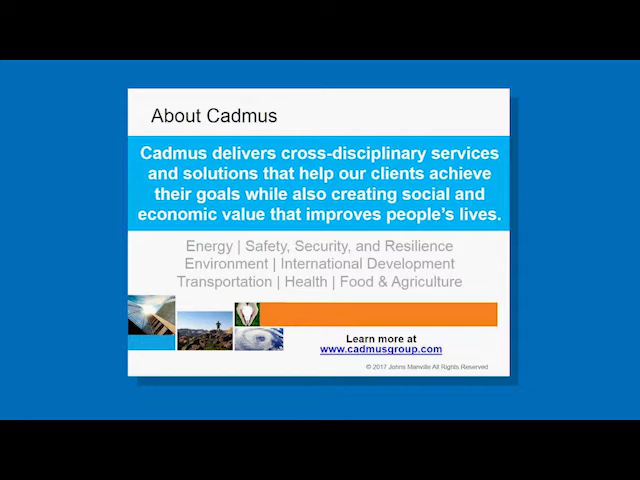 About Cadmus
Cadmus delivers cross-disciplinary services
and solutions that help our clients achieve
their goals while also creating social and
economic value that improves people's lives.
Energy | Safety, Security, and Resilience
Environment | International Development
Transportation | Health | Food & Agriculture
Learn more at
www.cadmusgroup.com
© 2017 Johns Manville All Rights Reserved